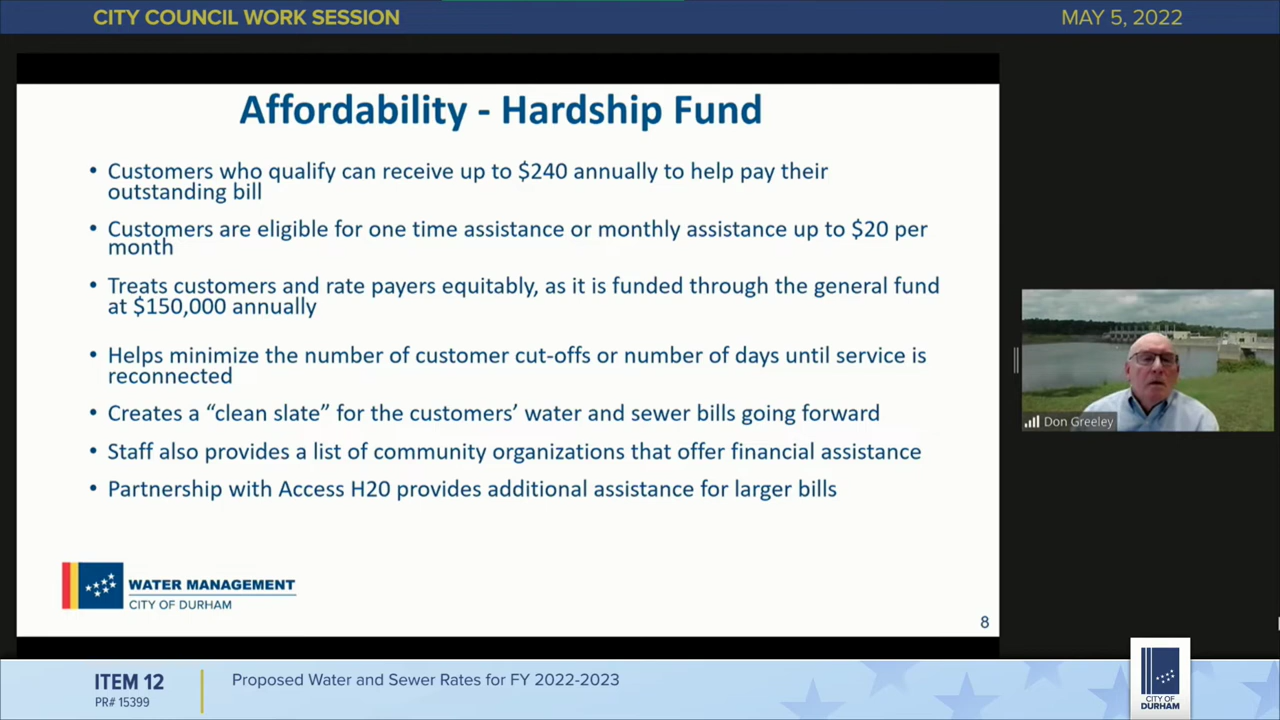 CITY COUNCIL WORK SESSION
MAY 5, 2022
Affordability - Hardship Fund
• Customers who qualify can receive up to $240 annually to help pay their
outstanding bill
• Customers are eligible for one time assistance or monthly assistance up to $20 per
month
• Treats customers and rate payers equitably, as it is funded through the general fund
at $150,000 annually
• Helps minimize the number of customer cut-offs or number of days until service is
reconnected
• Creates a “clean slate” for the customers’ water and sewer bills going forward
• Staff also provides a list of community organizations that offer financial assistance
• Partnership with Access H20 provides additional assistance for larger bills
WATER MANAGEMENT
CITY OF DURHAM
8
Don Greeley
ITEM 12
PR# 15399
Proposed Water and Sewer Rates for FY 2022-2023
CITY OF
DURHAM